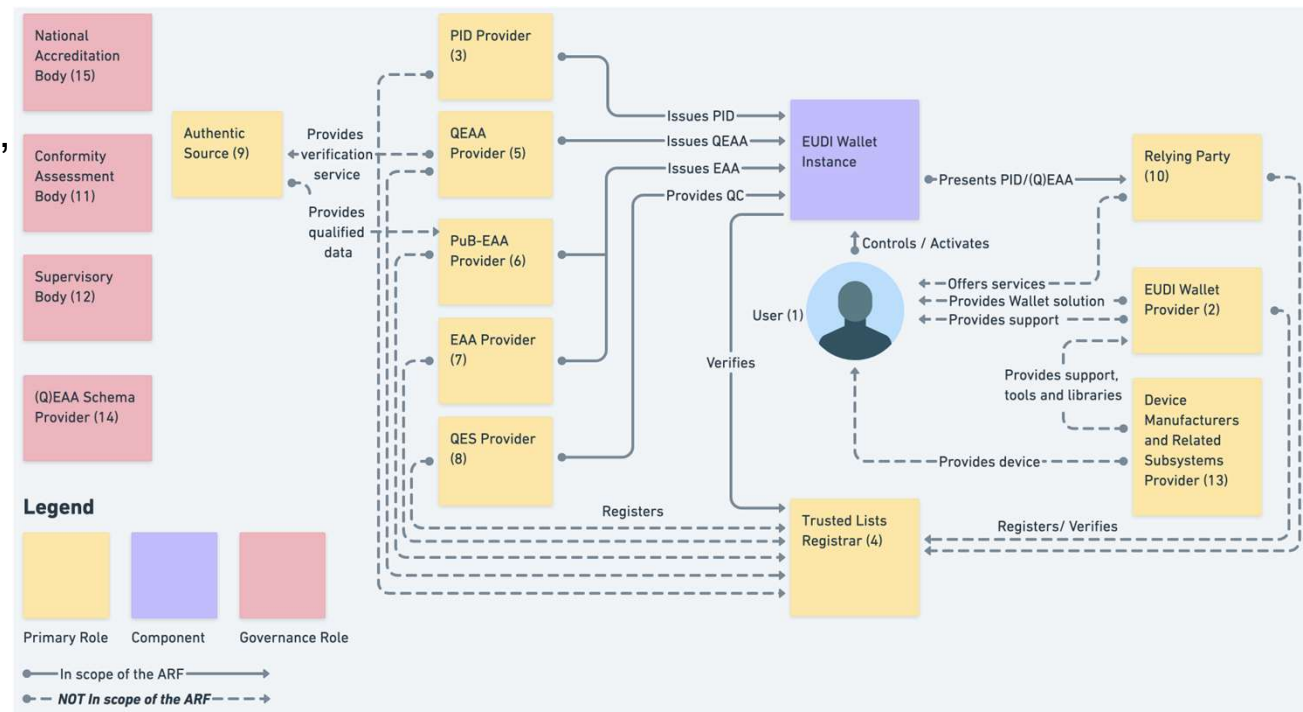 ,
National
Accreditation
Body (15)
Conformity
Assessment
Body (11)
Supervisory
Body (12)
(Q)EAA Schema
Provider (14)
Authentic
Source (9)
Provides
verification
service
Provides
qualified
data
PID Provider
(3)
QEAA
Provider (5)
PuB-EAA
Provider (6)
EAA Provider
(7)
QES Provider
(8)
Issues PID
Issues QEAA
Issues EAA
Provides QC
EUDI Wallet
Instance
Presents PID/(Q)EAA
Relying Party
(10)
Controls / Activates
User (1)
Offers services
Provides Wallet solution
Provides support
EUDI Wallet
Provider (2)
Verifies
Provides support,
tools and libraries
Device
Manufacturers
and Related
Subsystems
Provider (13)
Provides device
Registers
Trusted Lists
Registrar (4)
Registers/ Verifies
Legend
Primary Role
Component
Governance Role
In scope of the ARF
NOT In scope of the ARF